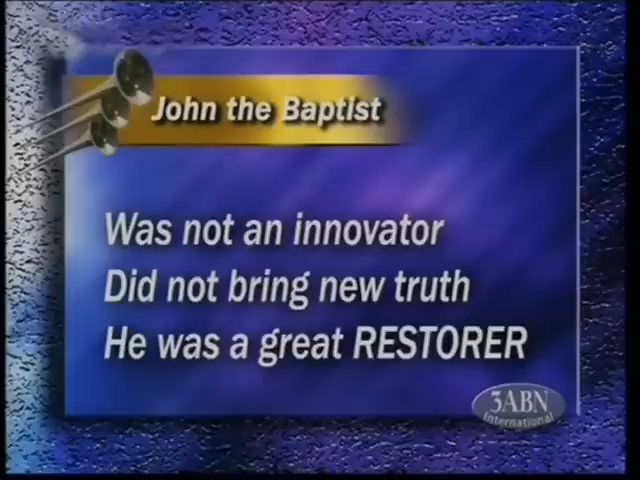 John the Baptist
Was not an innovator
Did not bring new truth
He was a great RESTORER
3ABN
International